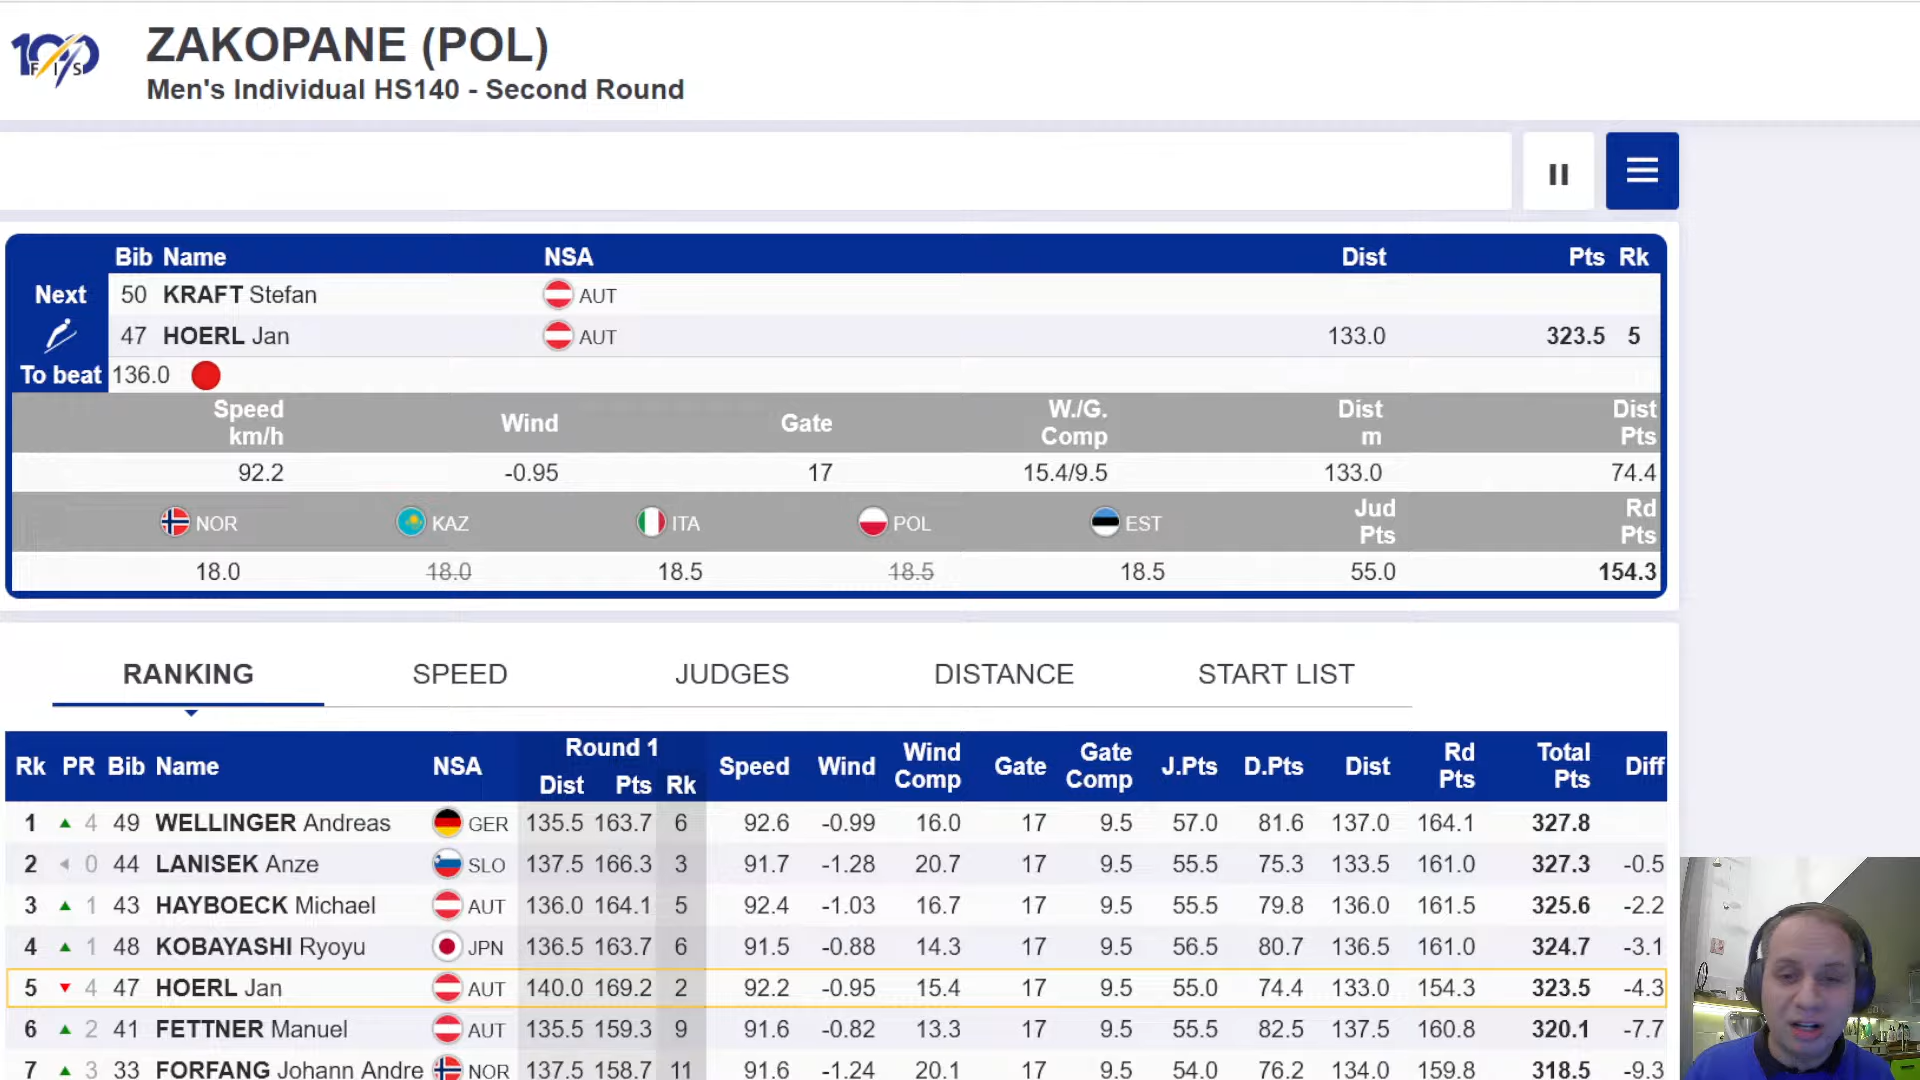 100 FIS
ZAKOPANE (POL)
Men's Individual HS140 - Second Round
Bib Name NSA Dist Pts Rk
Next 50 KRAFT Stefan AUT
47 HOERL Jan AUT 133.0 323.5 5
To beat 136.0
Speed km/h Wind Gate W./G. Comp Dist m Dist Pts
92.2 -0.95 17 15.4/9.5 133.0 74.4
NOR KAZ ITA POL EST Jud Pts Rd Pts
18.0 18.0 18.5 18.5 18.5 55.0 154.3
RANKING SPEED JUDGES DISTANCE START LIST
Rk PR Bib Name NSA Round 1 Dist Pts Rk Speed Wind Wind Comp Gate Gate Comp J.Pts D.Pts Dist Rd Pts Total Pts Diff
1 4 49 WELLINGER Andreas GER 135.5 163.7 6 92.6 -0.99 16.0 17 9.5 57.0 81.6 137.0 164.1 327.8
2 0 44 LANISEK Anze SLO 137.5 166.3 3 91.7 -1.28 20.7 17 9.5 55.5 75.3 133.5 161.0 327.3 -0.5
3 1 43 HAYBOECK Michael AUT 136.0 164.1 5 92.4 -1.03 16.7 17 9.5 55.5 79.8 136.0 161.5 325.6 -2.2
4 1 48 KOBAYASHI Ryoyu JPN 136.5 163.7 6 91.5 -0.88 14.3 17 9.5 56.5 80.7 136.5 161.0 324.7 -3.1
5 4 47 HOERL Jan AUT 140.0 169.2 2 92.2 -0.95 15.4 17 9.5 55.0 74.4 133.0 154.3 323.5 -4.3
6 2 41 FETTNER Manuel AUT 135.5 159.3 9 91.6 -0.82 13.3 17 9.5 55.5 82.5 137.5 160.8 320.1 -7.7
7 3 33 FORFANG Johann Andre NOR 137.5 158.7 11 91.6 -1.24 20.1 17 9.5 54.0 76.2 134.0 159.8 318.5 -9.3